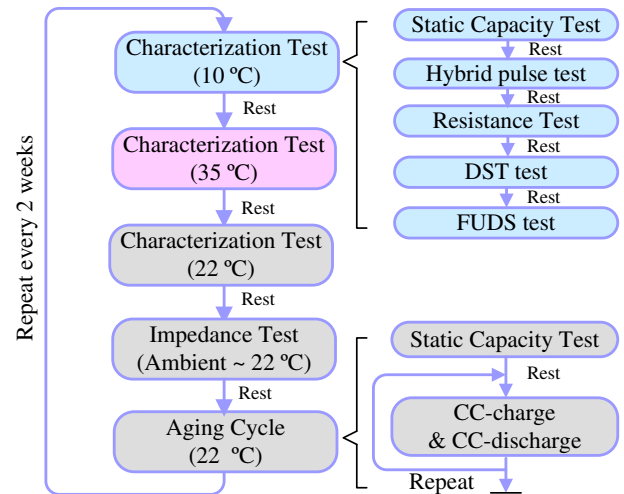 Repeat every 2 weeks
Characterization Test
(10 ºC)
Rest
Characterization Test
(35 ºC)
Rest
Characterization Test
(22 ºC)
Rest
Impedance Test
(Ambient ~ 22 ºC)
Rest
Aging Cycle
(22 ºC)
Static Capacity Test
Rest
Hybrid pulse test
Rest
Resistance Test
Rest
DST test
Rest
FUDS test
Static Capacity Test
Rest
CC-charge
& CC-discharge
Repeat